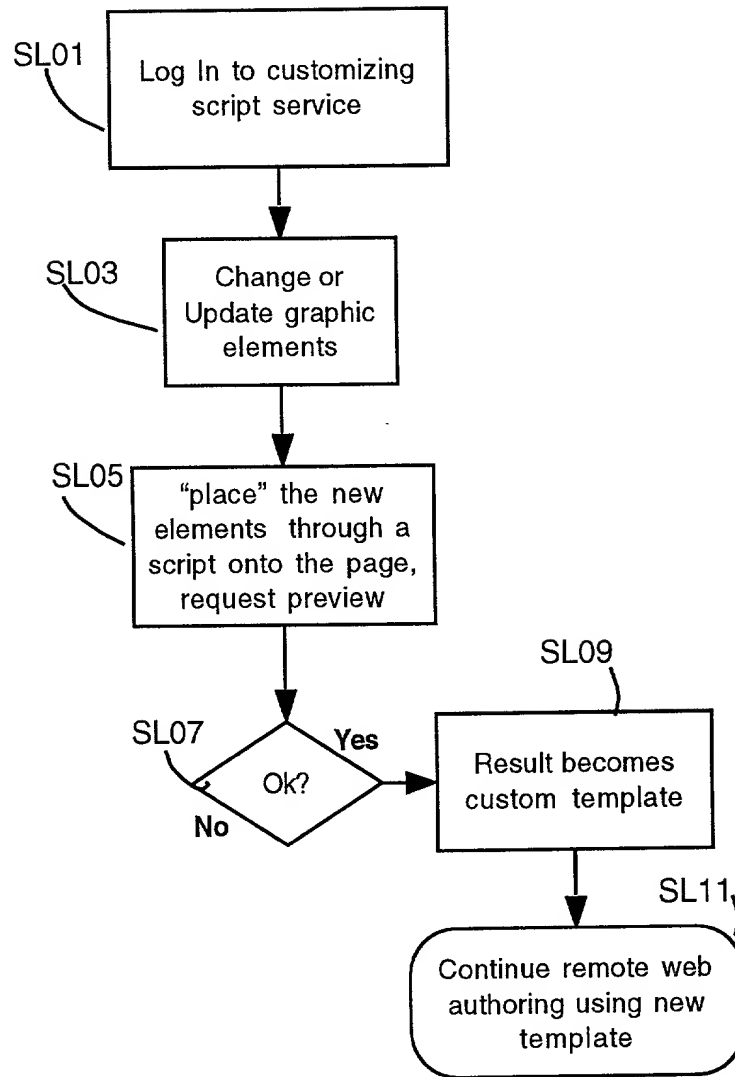 SL01
Log In to customizing
script service
SL03
Change or
Update graphic
elements
SL05
“place” the new
elements through a
script onto the page,
request preview
SL07
Ok?
Yes
No
SL09
Result becomes
custom template
SL11
Continue remote web
authoring using new
template